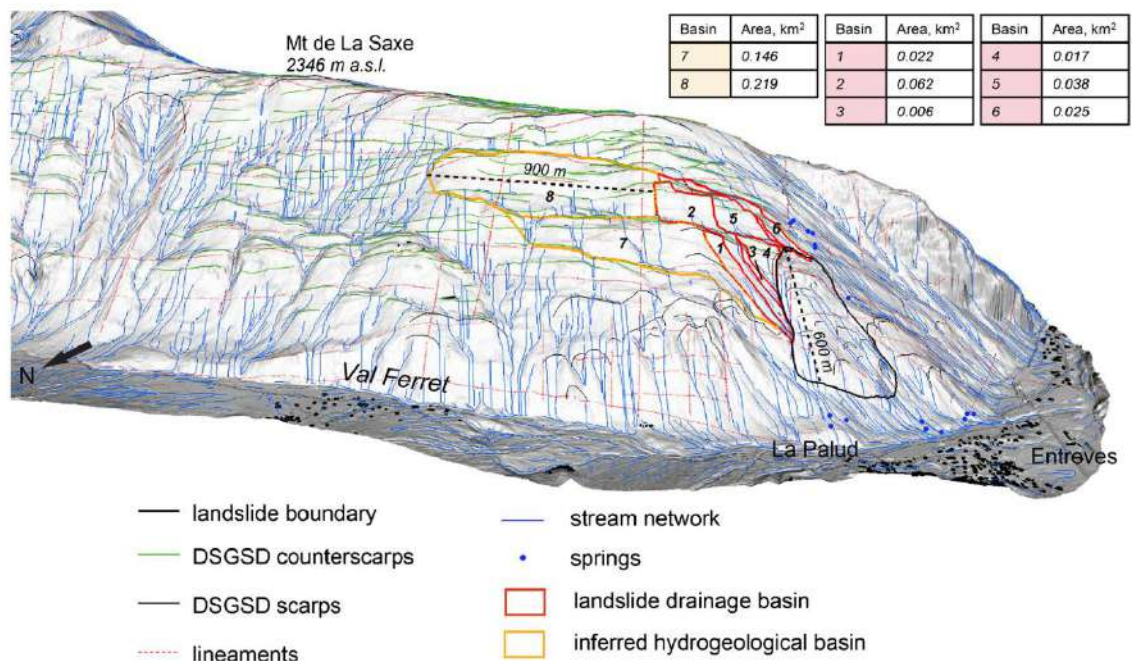 Mt de La Saxe
2346 m a.s.l.
Basin Area, km²
7 0.146
8 0.219
Basin Area, km²
1 0.022
2 0.062
3 0.006
Basin Area, km²
4 0.017
5 0.038
6 0.025
900 m
8
7
2
5
6
1
3
4
600 m
N
Val Ferret
La Palud
Entreves
landslide boundary
DSGSD counterscarps
DSGSD scarps
lineaments
stream network
springs
landslide drainage basin
inferred hydrogeological basin